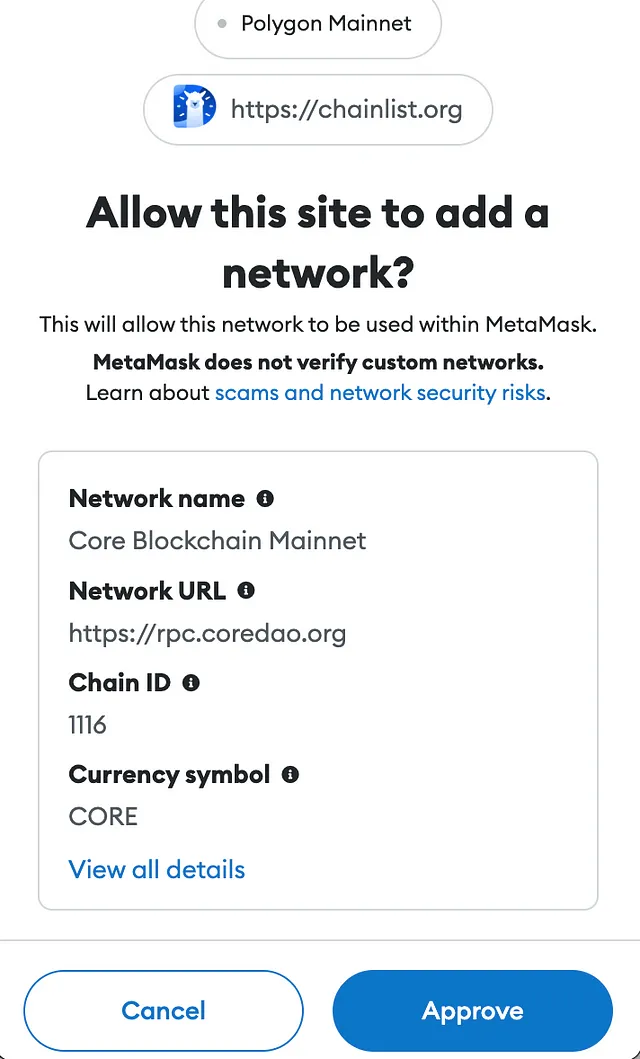 Polygon Mainnet
https://chainlist.org
Allow this site to add a
network?
This will allow this network to be used within MetaMask.
MetaMask does not verify custom networks.
Learn about scams and network security risks.
Network name
Core Blockchain Mainnet
Network URL
https://rpc.coredao.org
Chain ID
1116
Currency symbol
CORE
View all details
Cancel Approve